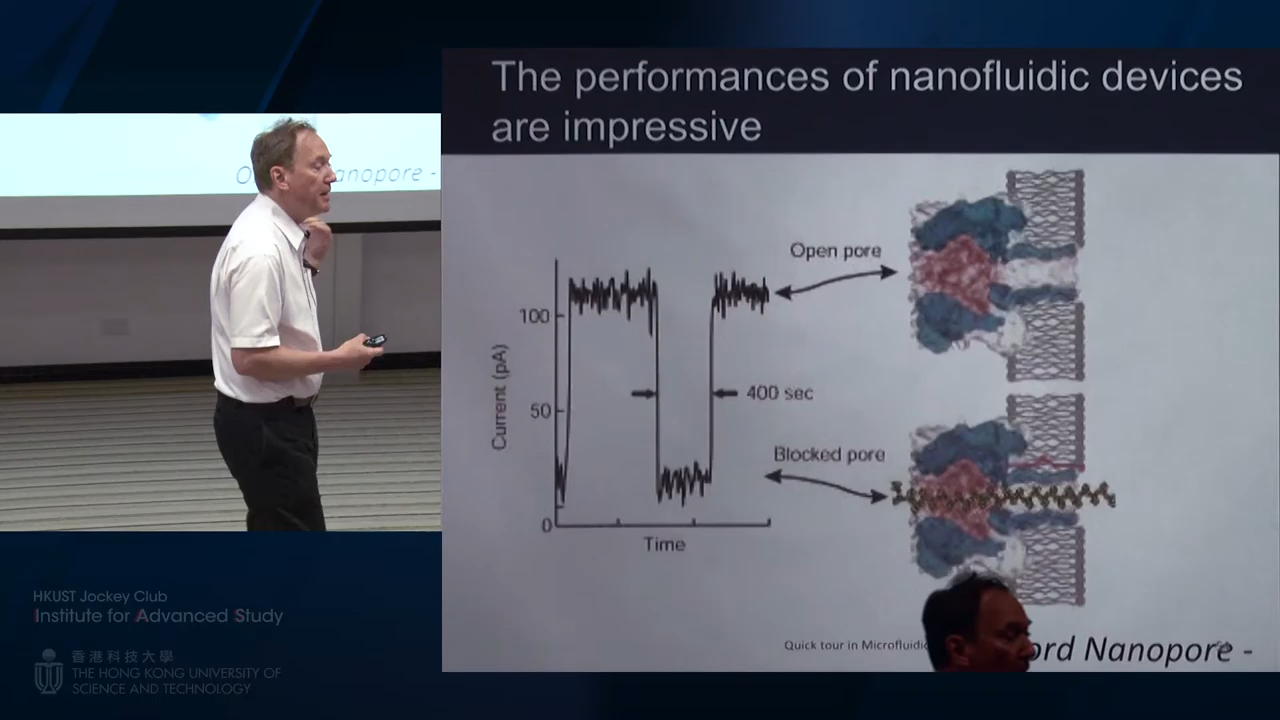 The performances of nanofluidic devices
are impressive
O
anopore -
Open pore
100
Current (pA)
400 sec
50
Blocked pore
0
Time
HKUST Jockey Club
Institute for Advanced Study
香港科技大學
THE HONG KONG UNIVERSITY OF
SCIENCE AND TECHNOLOGY
Quick tour in Microfluidic
ord Nanopore -